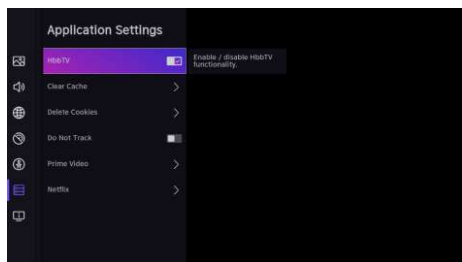 Application Settings
HbbTV
Enable / disable HbbTV
functionality.
Clear Cache
Delete Cookies
Do Not Track
Prime Video
Netflix